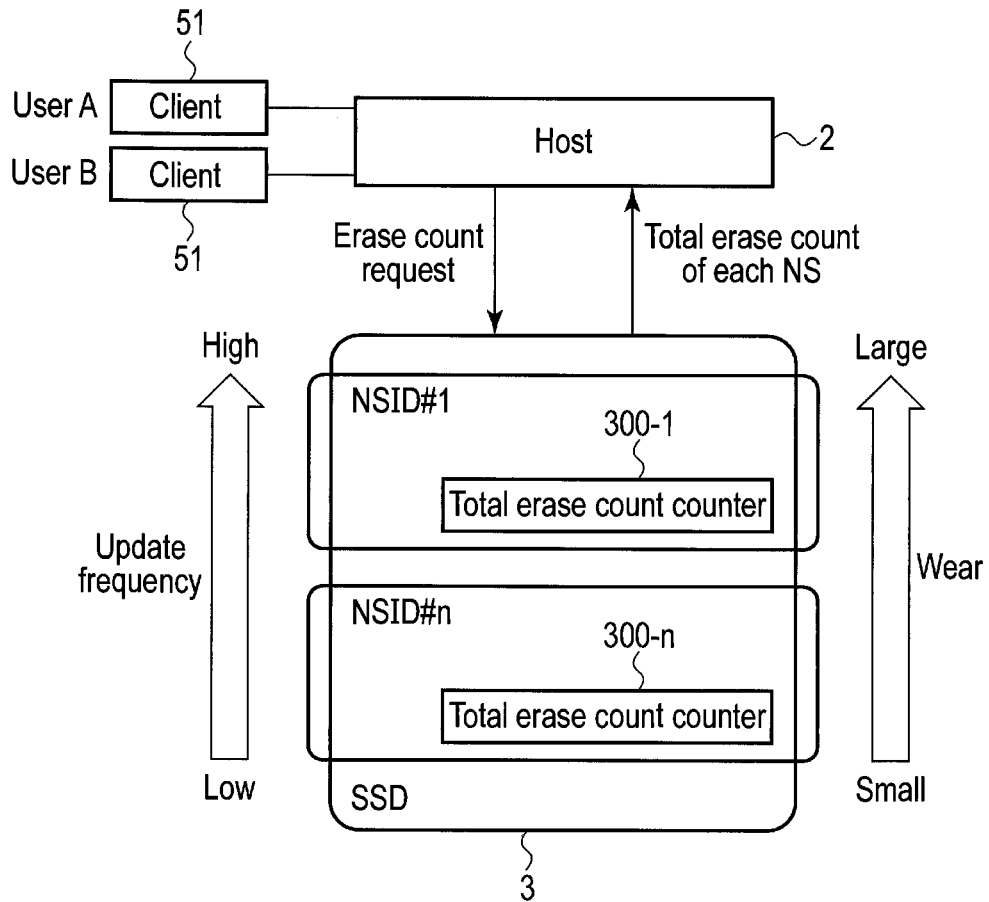 51
User A
Client
Host
2
User B
Client
51
Erase count
request
Total erase count
of each NS
High
Large
NSID#1
300-1
Total erase count counter
Update
frequency
Wear
NSID#n
300-n
Total erase count counter
Low
SSD
Small
3